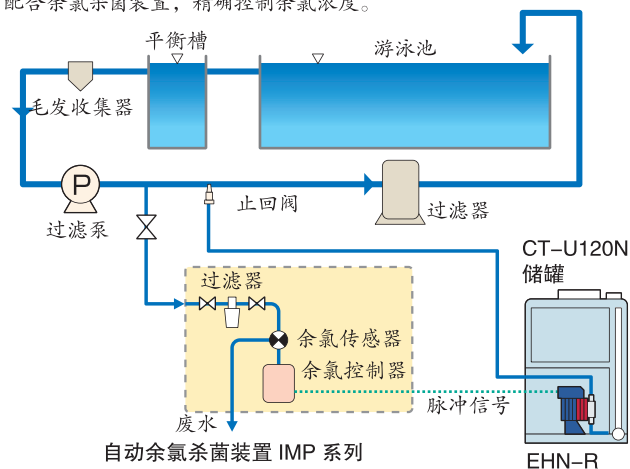 配合余氯杀菌装置，精确控制余氯浓度。
平衡槽
游泳池
毛发收集器
P
过滤泵
止回阀
过滤器
CT-U120N
储罐
过滤器
余氯传感器
余氯控制器
脉冲信号
废水
自动余氯杀菌装置 IMP 系列
EHN-R